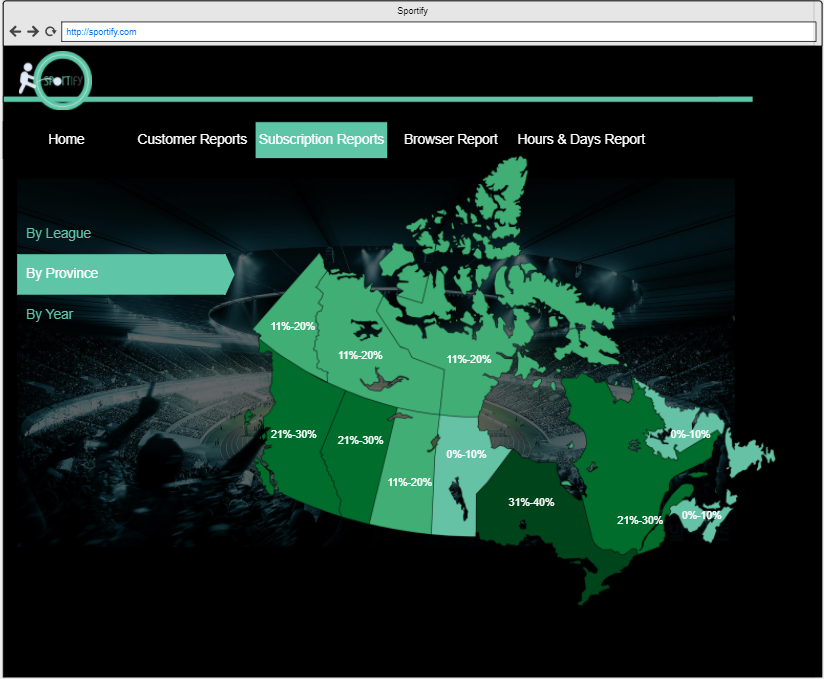 Sportify
http://sportify.com
SPORTIFY
Home
Customer Reports
Subscription Reports
Browser Report
Hours & Days Report
By League
By Province
By Year
11%-20%
11%-20%
11%-20%
21%-30%
21%-30%
11%-20%
0%-10%
31%-40%
21%-30%
0%-10%
0%-10%